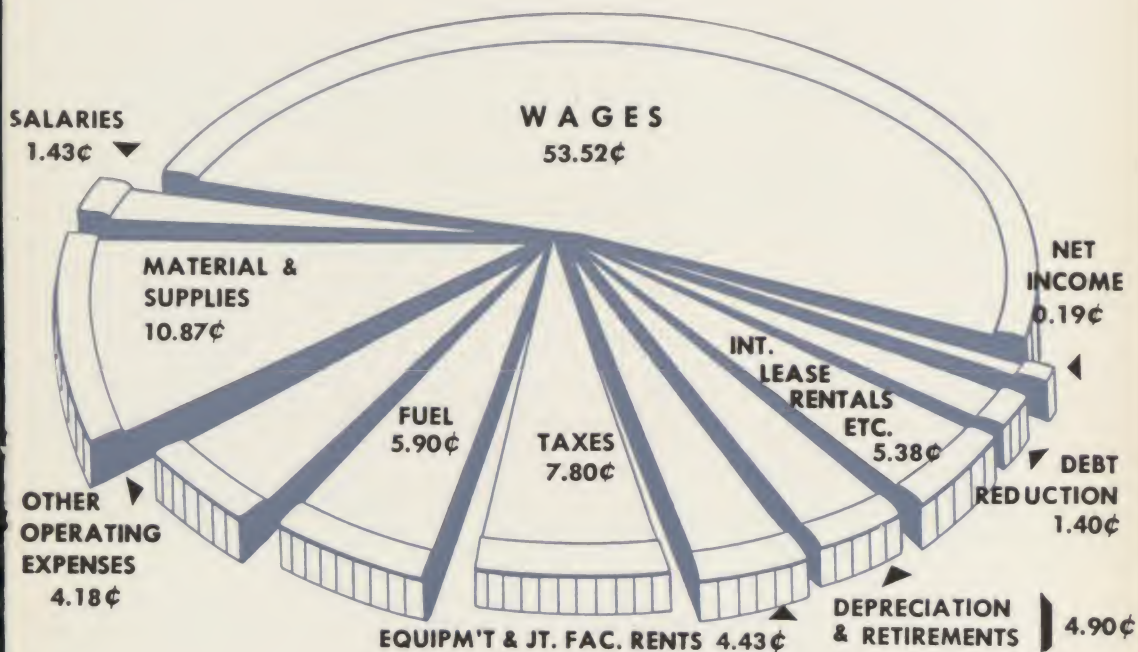 WAGES
53.52¢
SALARIES
1.43¢
MATERIAL &
SUPPLIES
10.87¢
OTHER
OPERATING
EXPENSES
4.18¢
FUEL
5.90¢
TAXES
7.80¢
EQUIPM'T & JT. FAC. RENTS 4.43¢
DEPRECIATION
& RETIREMENTS 4.90¢
INT.
LEASE
RENTALS
ETC.
5.38¢
DEBT
REDUCTION
1.40¢
NET
INCOME
0.19¢